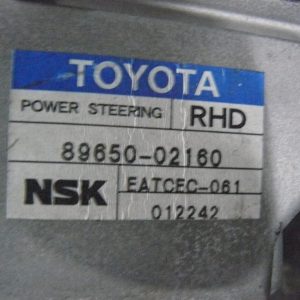 TOYOTA
POWER STEERING RHD
89650-02160
NSK EATCEC-061
012242